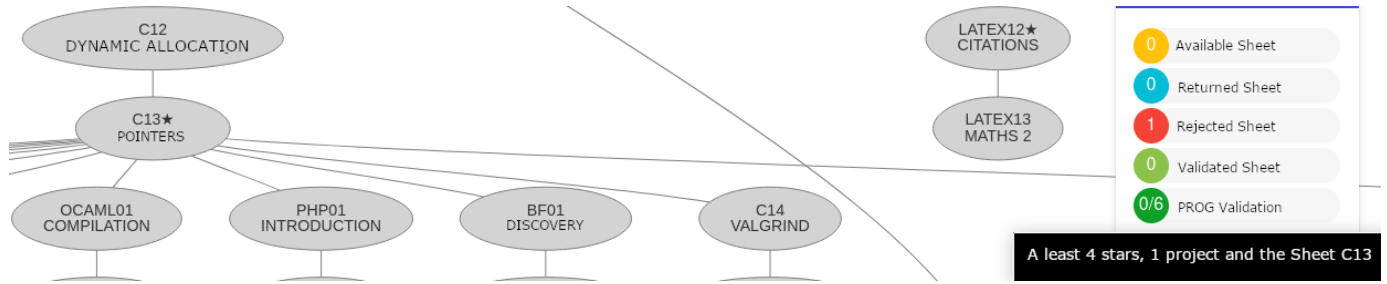 C12
DYNAMIC ALLOCATION
LATEX12★
CITATIONS
C13★
POINTERS
LATEX13
MATHS 2
OCAML01
COMPILATION
PHP01
INTRODUCTION
BF01
DISCOVERY
C14
VALGRIND
0 Available Sheet
0 Returned Sheet
1 Rejected Sheet
0 Validated Sheet
0/6 PROG Validation
A least 4 stars, 1 project and the Sheet C13